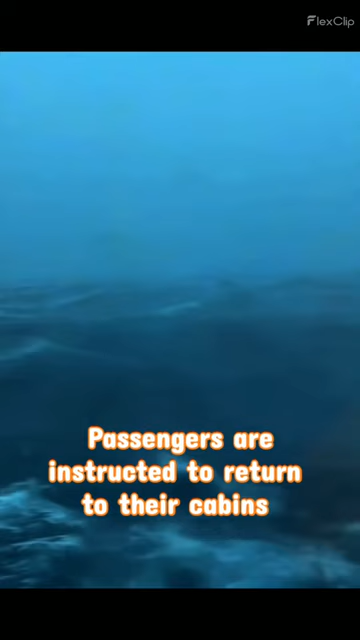 FlexClip
Passengers are
instructed to return
to their cabins